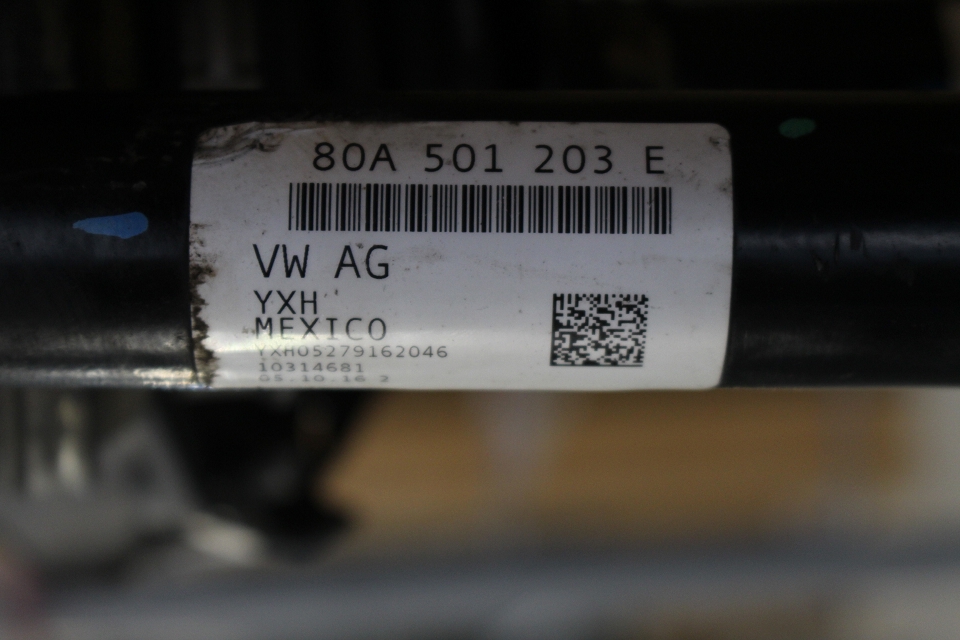 80A 501 203 E
VW AG
YXH
MEXICO
YXH05279162046
10314681
05.10.16 2